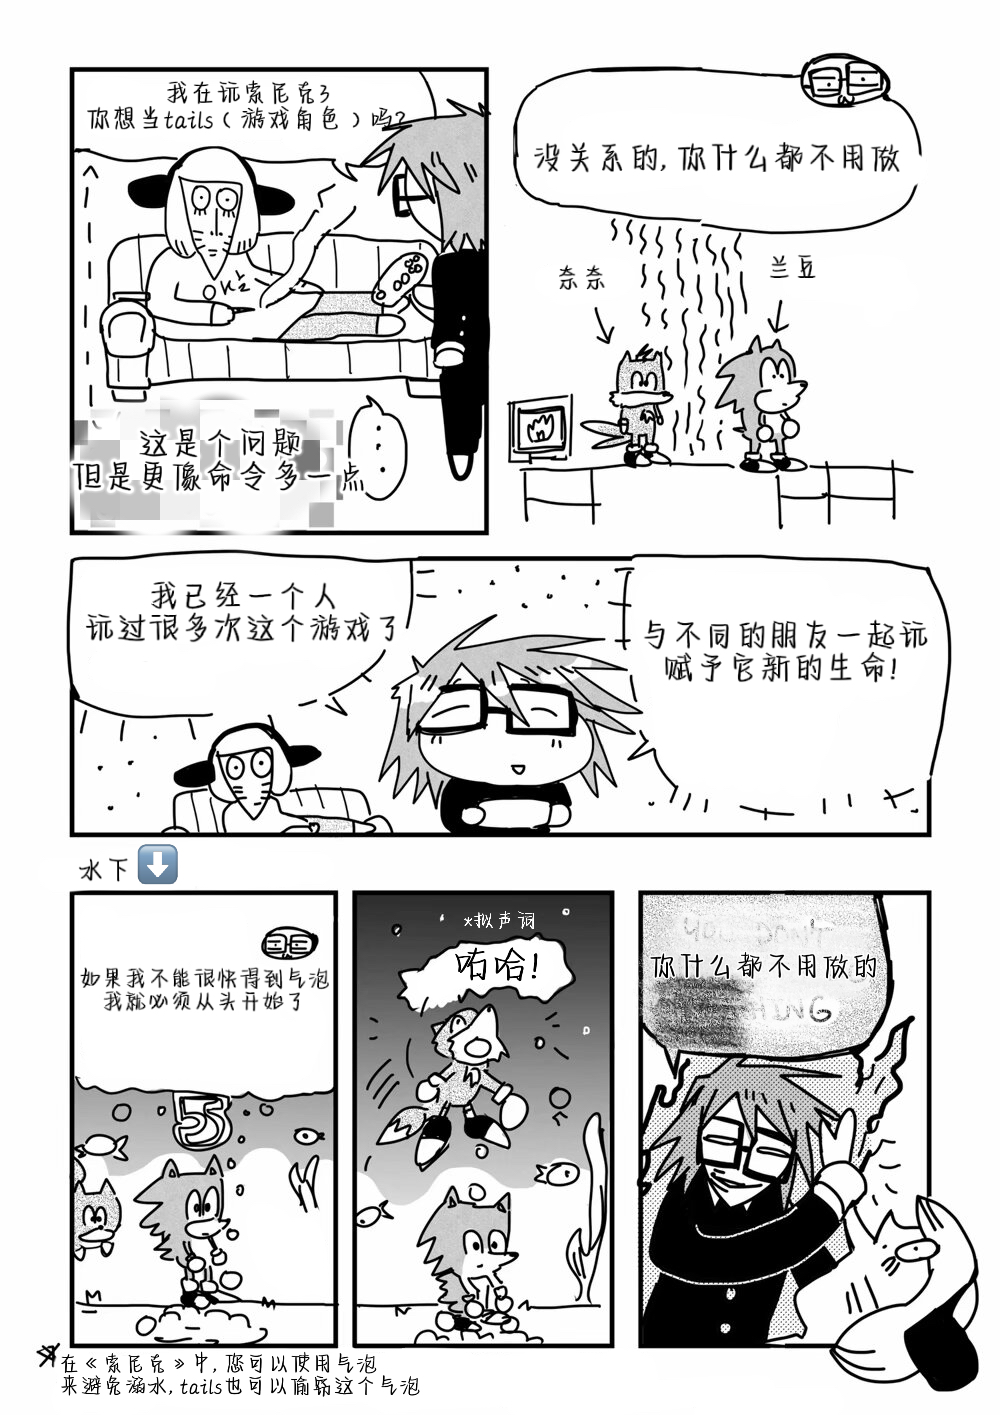 我在玩索尼克3
你想当tails（游戏角色）吗?
K2
这是个问题
但是更像命令多一点
...
没关系的，你什么都不用做
奈奈
兰豆
我已经一个人
玩过很多次这个游戏了
与不同的朋友一起玩
赋予它新的生命!
水下
如果我不能很快得到气泡
我就必须从头开始了
5
*拟声词
咕哈!
YOU DON'T
你什么都不用做的
HING
在《索尼克》中，您可以使用气泡
来避免溺水，tails也可以偷窃这个气泡